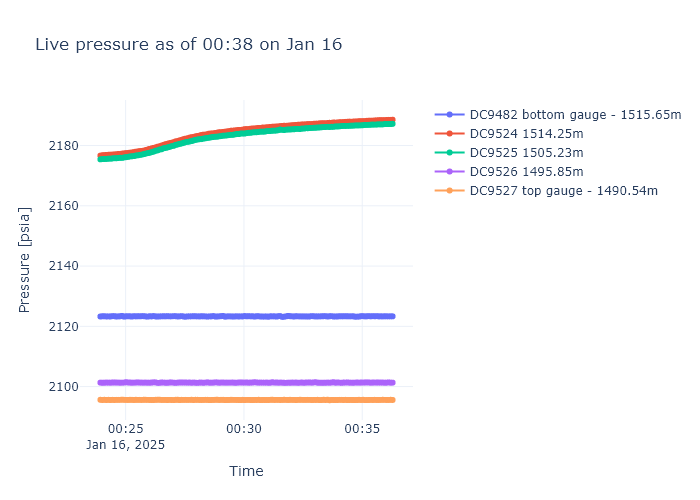 Live pressure as of 00:38 on Jan 16
DC9482 bottom gauge - 1515.65m
DC9524 1514.25m
DC9525 1505.23m
DC9526 1495.85m
DC9527 top gauge - 1490.54m
Pressure [psia]
2180
2160
2140
2120
2100
00:25
00:30
00:35
Jan 16, 2025
Time